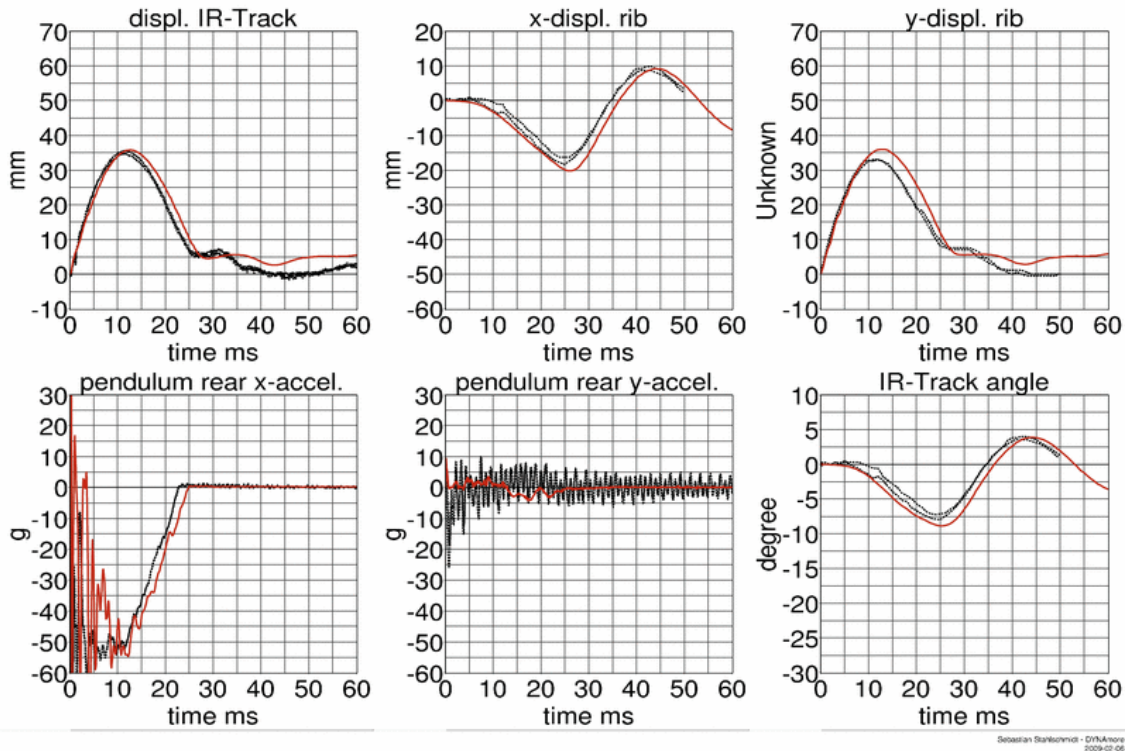 displ. IR-Track
x-displ. rib
y-displ. rib
70
60
50
40
30
20
10
0
-10
mm
0 10 20 30 40 50 60
time ms
20
10
0
-10
-20
-30
-40
-50
-60
mm
0 10 20 30 40 50 60
time ms
70
60
50
40
30
20
10
0
-10
Unknown
0 10 20 30 40 50 60
time ms
pendulum rear x-accel.
pendulum rear y-accel.
IR-Track angle
30
20
10
0
-10
-20
-30
-40
-50
-60
g
0 10 20 30 40 50 60
time ms
30
20
10
0
-10
-20
-30
-40
-50
-60
g
0 10 20 30 40 50 60
time ms
10
5
0
-5
-10
-15
-20
-25
-30
degree
0 10 20 30 40 50 60
time ms
Sebastian Stahlschmidt - DYNAmore
2009-02-06